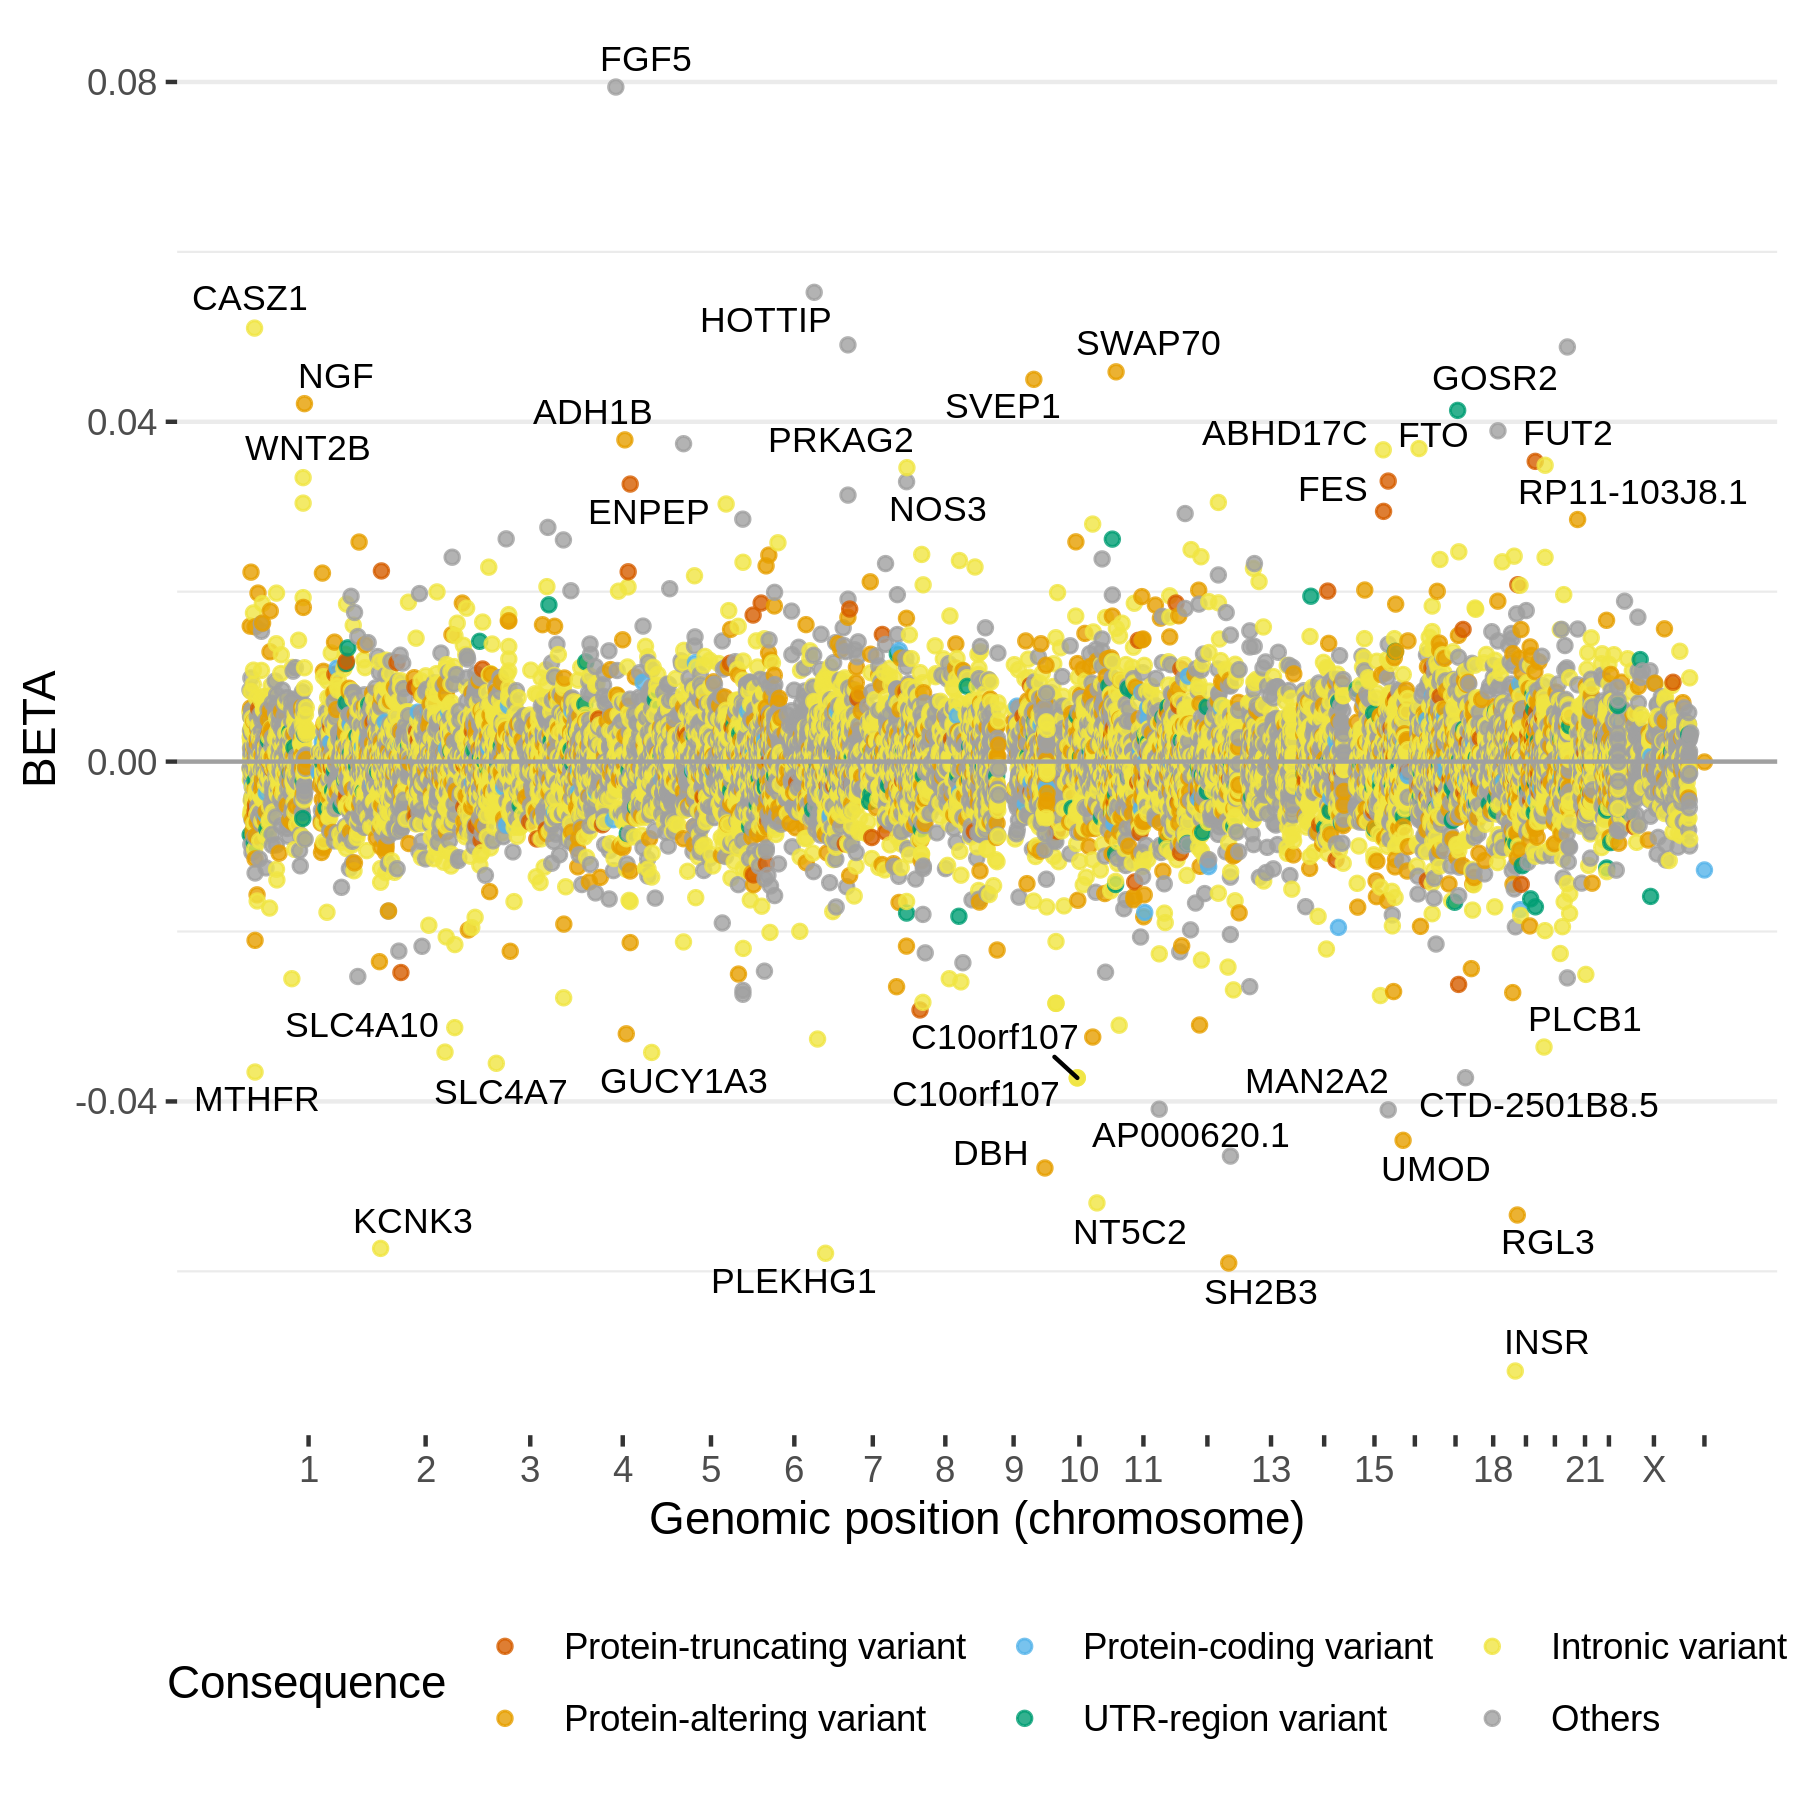 FGF5
0.08
CASZ1
HOTTIP
SWAP70
NGF
GOSR2
SVEP1
ADH1B
0.04
PRKAG2
ABHD17C
FTO
FUT2
WNT2B
FES
RP11-103J8.1
ENPEP
NOS3
BETA
0.00
SLC4A10
C10orf107
PLCB1
MTHFR
SLC4A7
GUCY1A3
C10orf107
MAN2A2
-0.04
CTD-2501B8.5
AP000620.1
DBH
UMOD
KCNK3
NT5C2
RGL3
PLEKHG1
SH2B3
INSR
1 2 3 4 5 6 7 8 9 10 11 13 15 18 21 X
Genomic position (chromosome)
Consequence
Protein-truncating variant
Protein-coding variant
Intronic variant
Protein-altering variant
UTR-region variant
Others